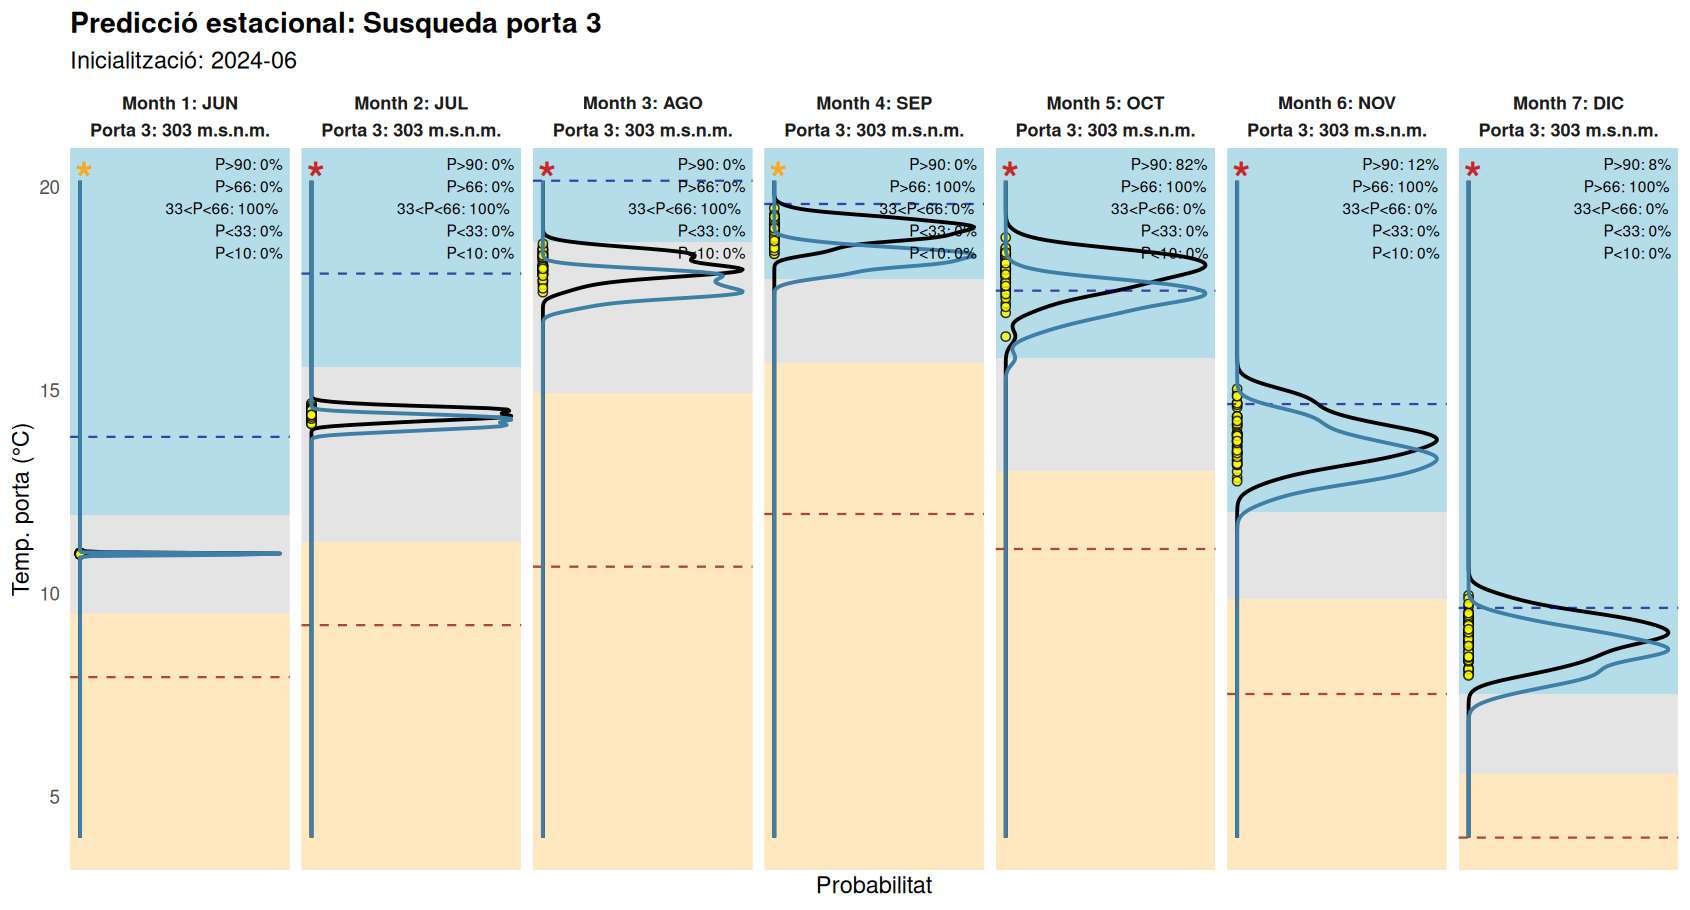 Predicció estacional: Susqueda porta 3
Inicialització: 2024-06
Month 1: JUN
Porta 3: 303 m.s.n.m.
Month 2: JUL
Porta 3: 303 m.s.n.m.
Month 3: AGO
Porta 3: 303 m.s.n.m.
Month 4: SEP
Porta 3: 303 m.s.n.m.
Month 5: OCT
Porta 3: 303 m.s.n.m.
Month 6: NOV
Porta 3: 303 m.s.n.m.
Month 7: DIC
Porta 3: 303 m.s.n.m.
*
P>90: 0%
P>66: 0%
33<P<66: 100%
P<33: 0%
P<10: 0%
*
P>90: 0%
P>66: 0%
33<P<66: 100%
P<33: 0%
P<10: 0%
*
P>90: 0%
P>66: 0%
33<P<66: 100%
P<33: 0%
P<10: 0%
*
P>90: 0%
P>66: 100%
33<P<66: 0%
P<33: 0%
P<10: 0%
*
P>90: 82%
P>66: 100%
33<P<66: 0%
P<33: 0%
P<10: 0%
*
P>90: 12%
P>66: 100%
33<P<66: 0%
P<33: 0%
P<10: 0%
*
P>90: 8%
P>66: 100%
33<P<66: 0%
P<33: 0%
P<10: 0%
20
15
10
5
Temp. porta (°C)
Probabilitat